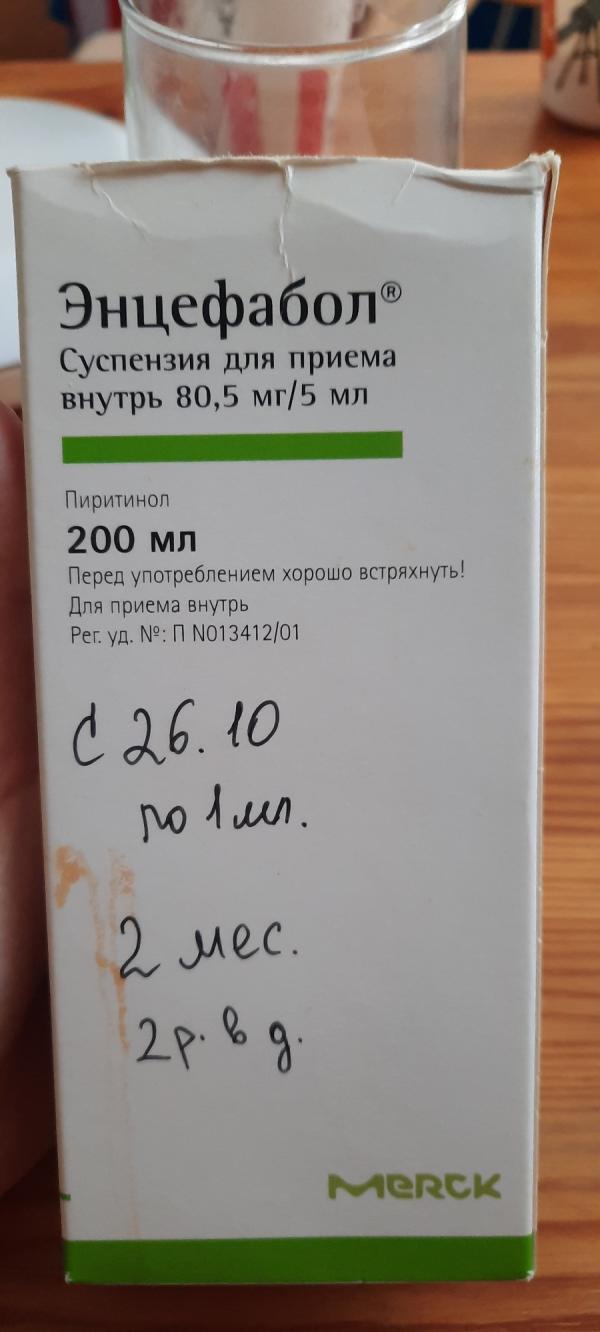 Энцефабол®
Суспензия для приема
внутрь 80,5 мг/5 мл
Пиритинол
200 мл
Перед употреблением хорошо встряхнуть!
Для приема внутрь
Рег. уд. №: П N013412/01
С 26.10
по 1 мл.
2 мес.
2 р. в д.
MERCK